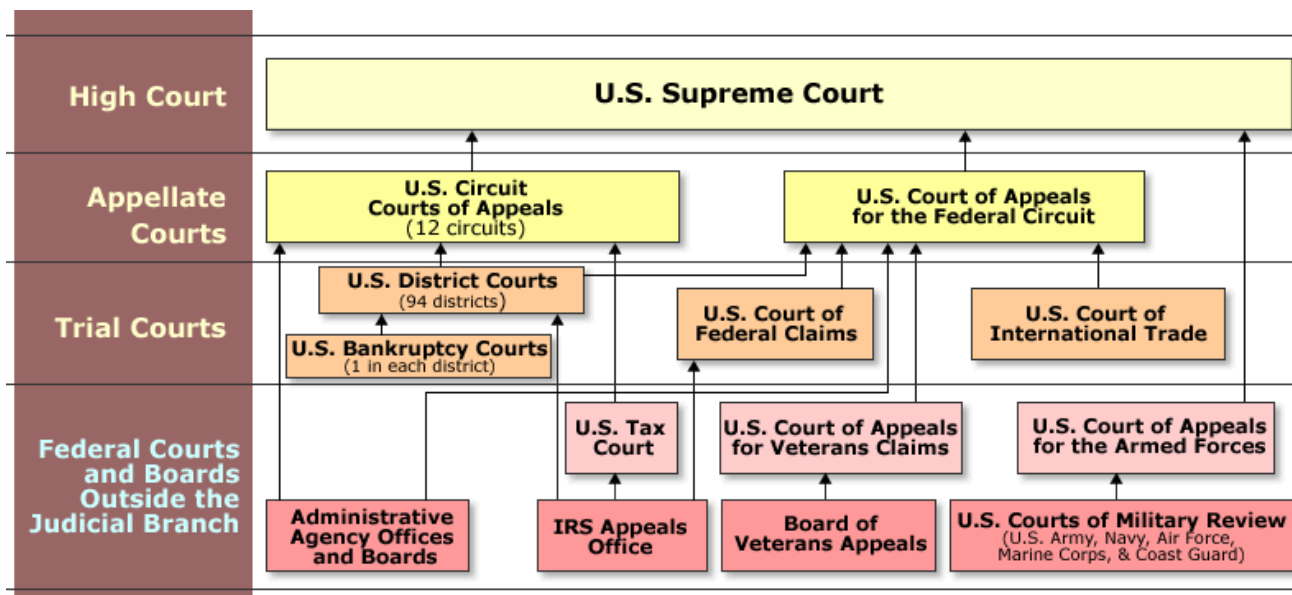 High Court
U.S. Supreme Court
Appellate
Courts
U.S. Circuit
Courts of Appeals
(12 circuits)
U.S. Court of Appeals
for the Federal Circuit
Trial Courts
U.S. District Courts
(94 districts)
U.S. Bankruptcy Courts
(1 in each district)
U.S. Court of
Federal Claims
U.S. Court of
International Trade
Federal Courts
and Boards
Outside the
Judicial Branch
U.S. Tax
Court
U.S. Court of Appeals
for Veterans Claims
U.S. Court of Appeals
for the Armed Forces
Administrative
Agency Offices
and Boards
IRS Appeals
Office
Board of
Veterans Appeals
U.S. Courts of Military Review
(U.S. Army, Navy, Air Force,
Marine Corps, & Coast Guard)